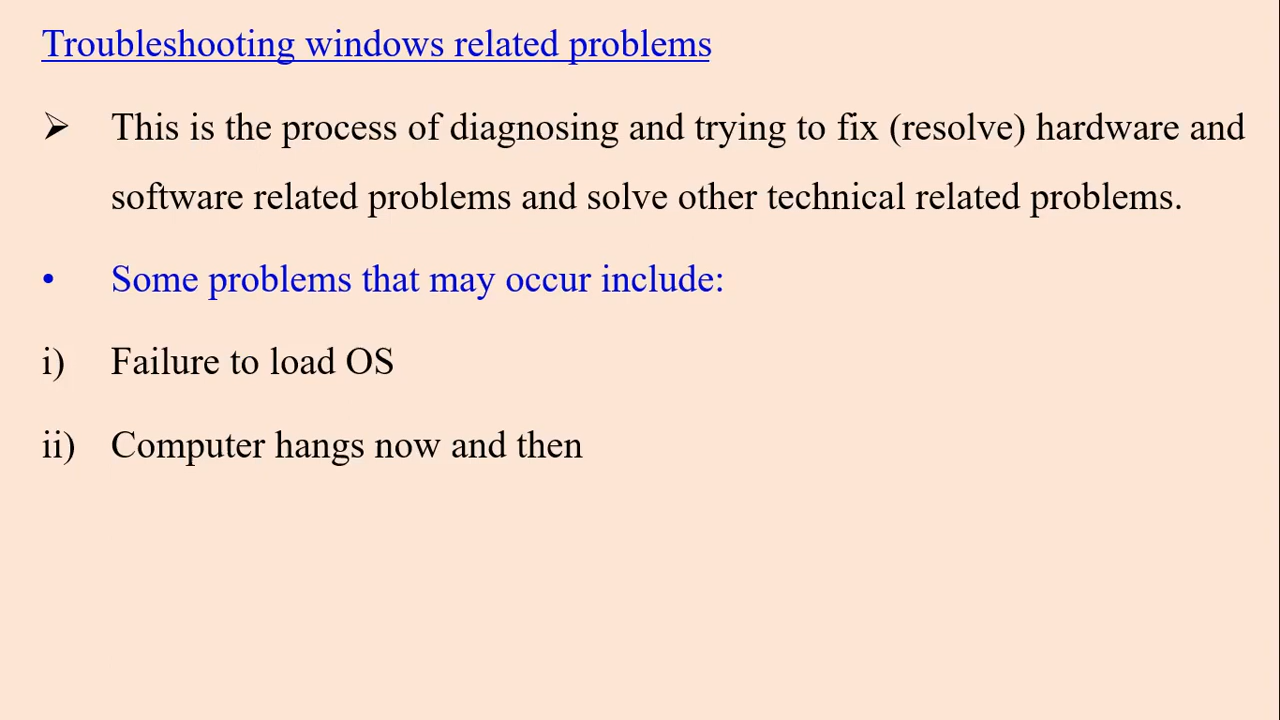 Troubleshooting windows related problems
➢ This is the process of diagnosing and trying to fix (resolve) hardware and
software related problems and solve other technical related problems.
• Some problems that may occur include:
i) Failure to load OS
ii) Computer hangs now and then